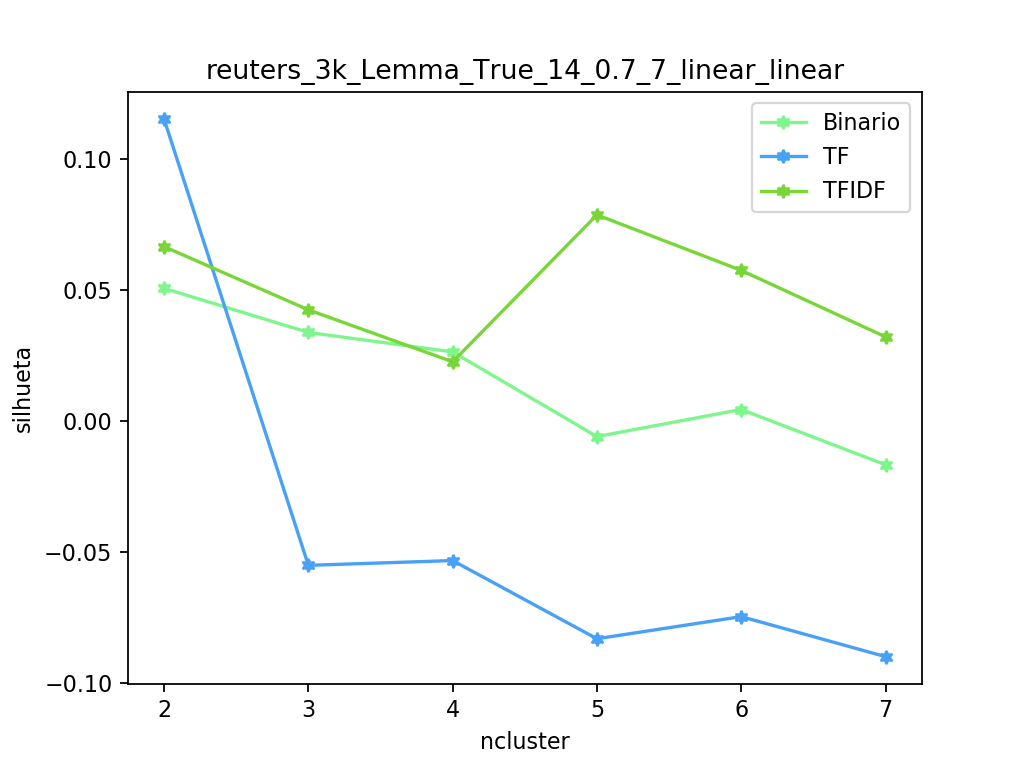 reuters_3k_Lemma_True_14_0.7_7_linear_linear
Binario
TF
TFIDF
silhueta
0.10
0.05
0.00
−0.05
−0.10
2 3 4 5 6 7
ncluster